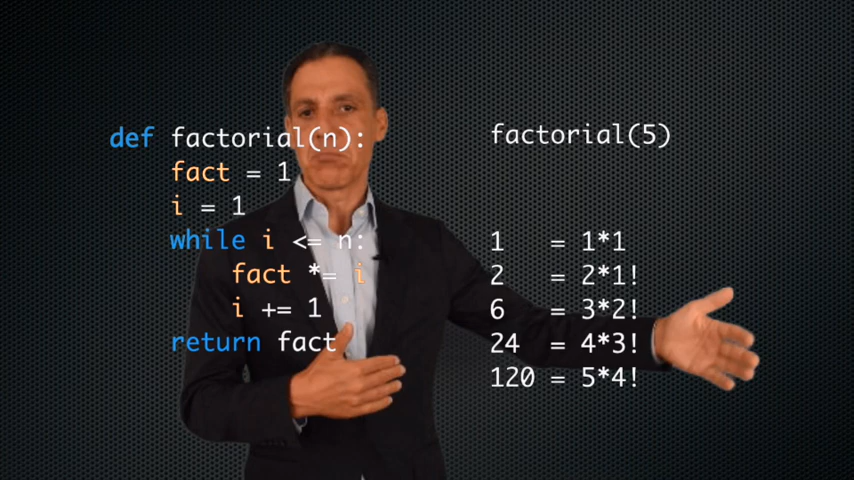 def factorial(n):
    fact = 1
    i = 1
    while i <= n:
        fact *= i
        i += 1
    return fact
factorial(5)
1   = 1*1
2   = 2*1!
6   = 3*2!
24  = 4*3!
120 = 5*4!